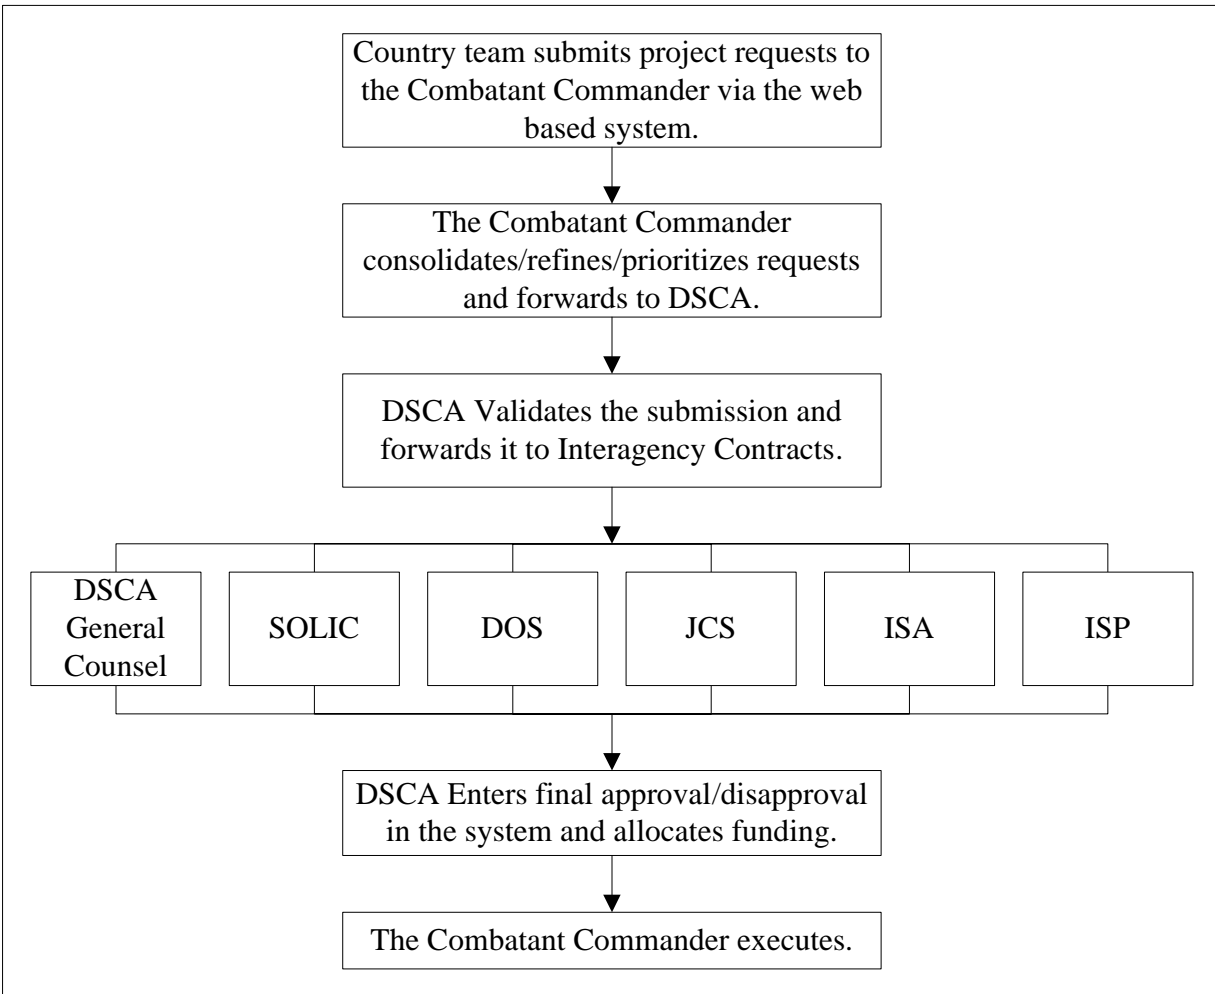 Country team submits project requests to
the Combatant Commander via the web
based system.
The Combatant Commander
consolidates/refines/prioritizes requests
and forwards to DSCA.
DSCA Validates the submission and
forwards it to Interagency Contracts.
DSCA
General
Counsel
SOLIC
DOS
JCS
ISA
ISP
DSCA Enters final approval/disapproval
in the system and allocates funding.
The Combatant Commander executes.